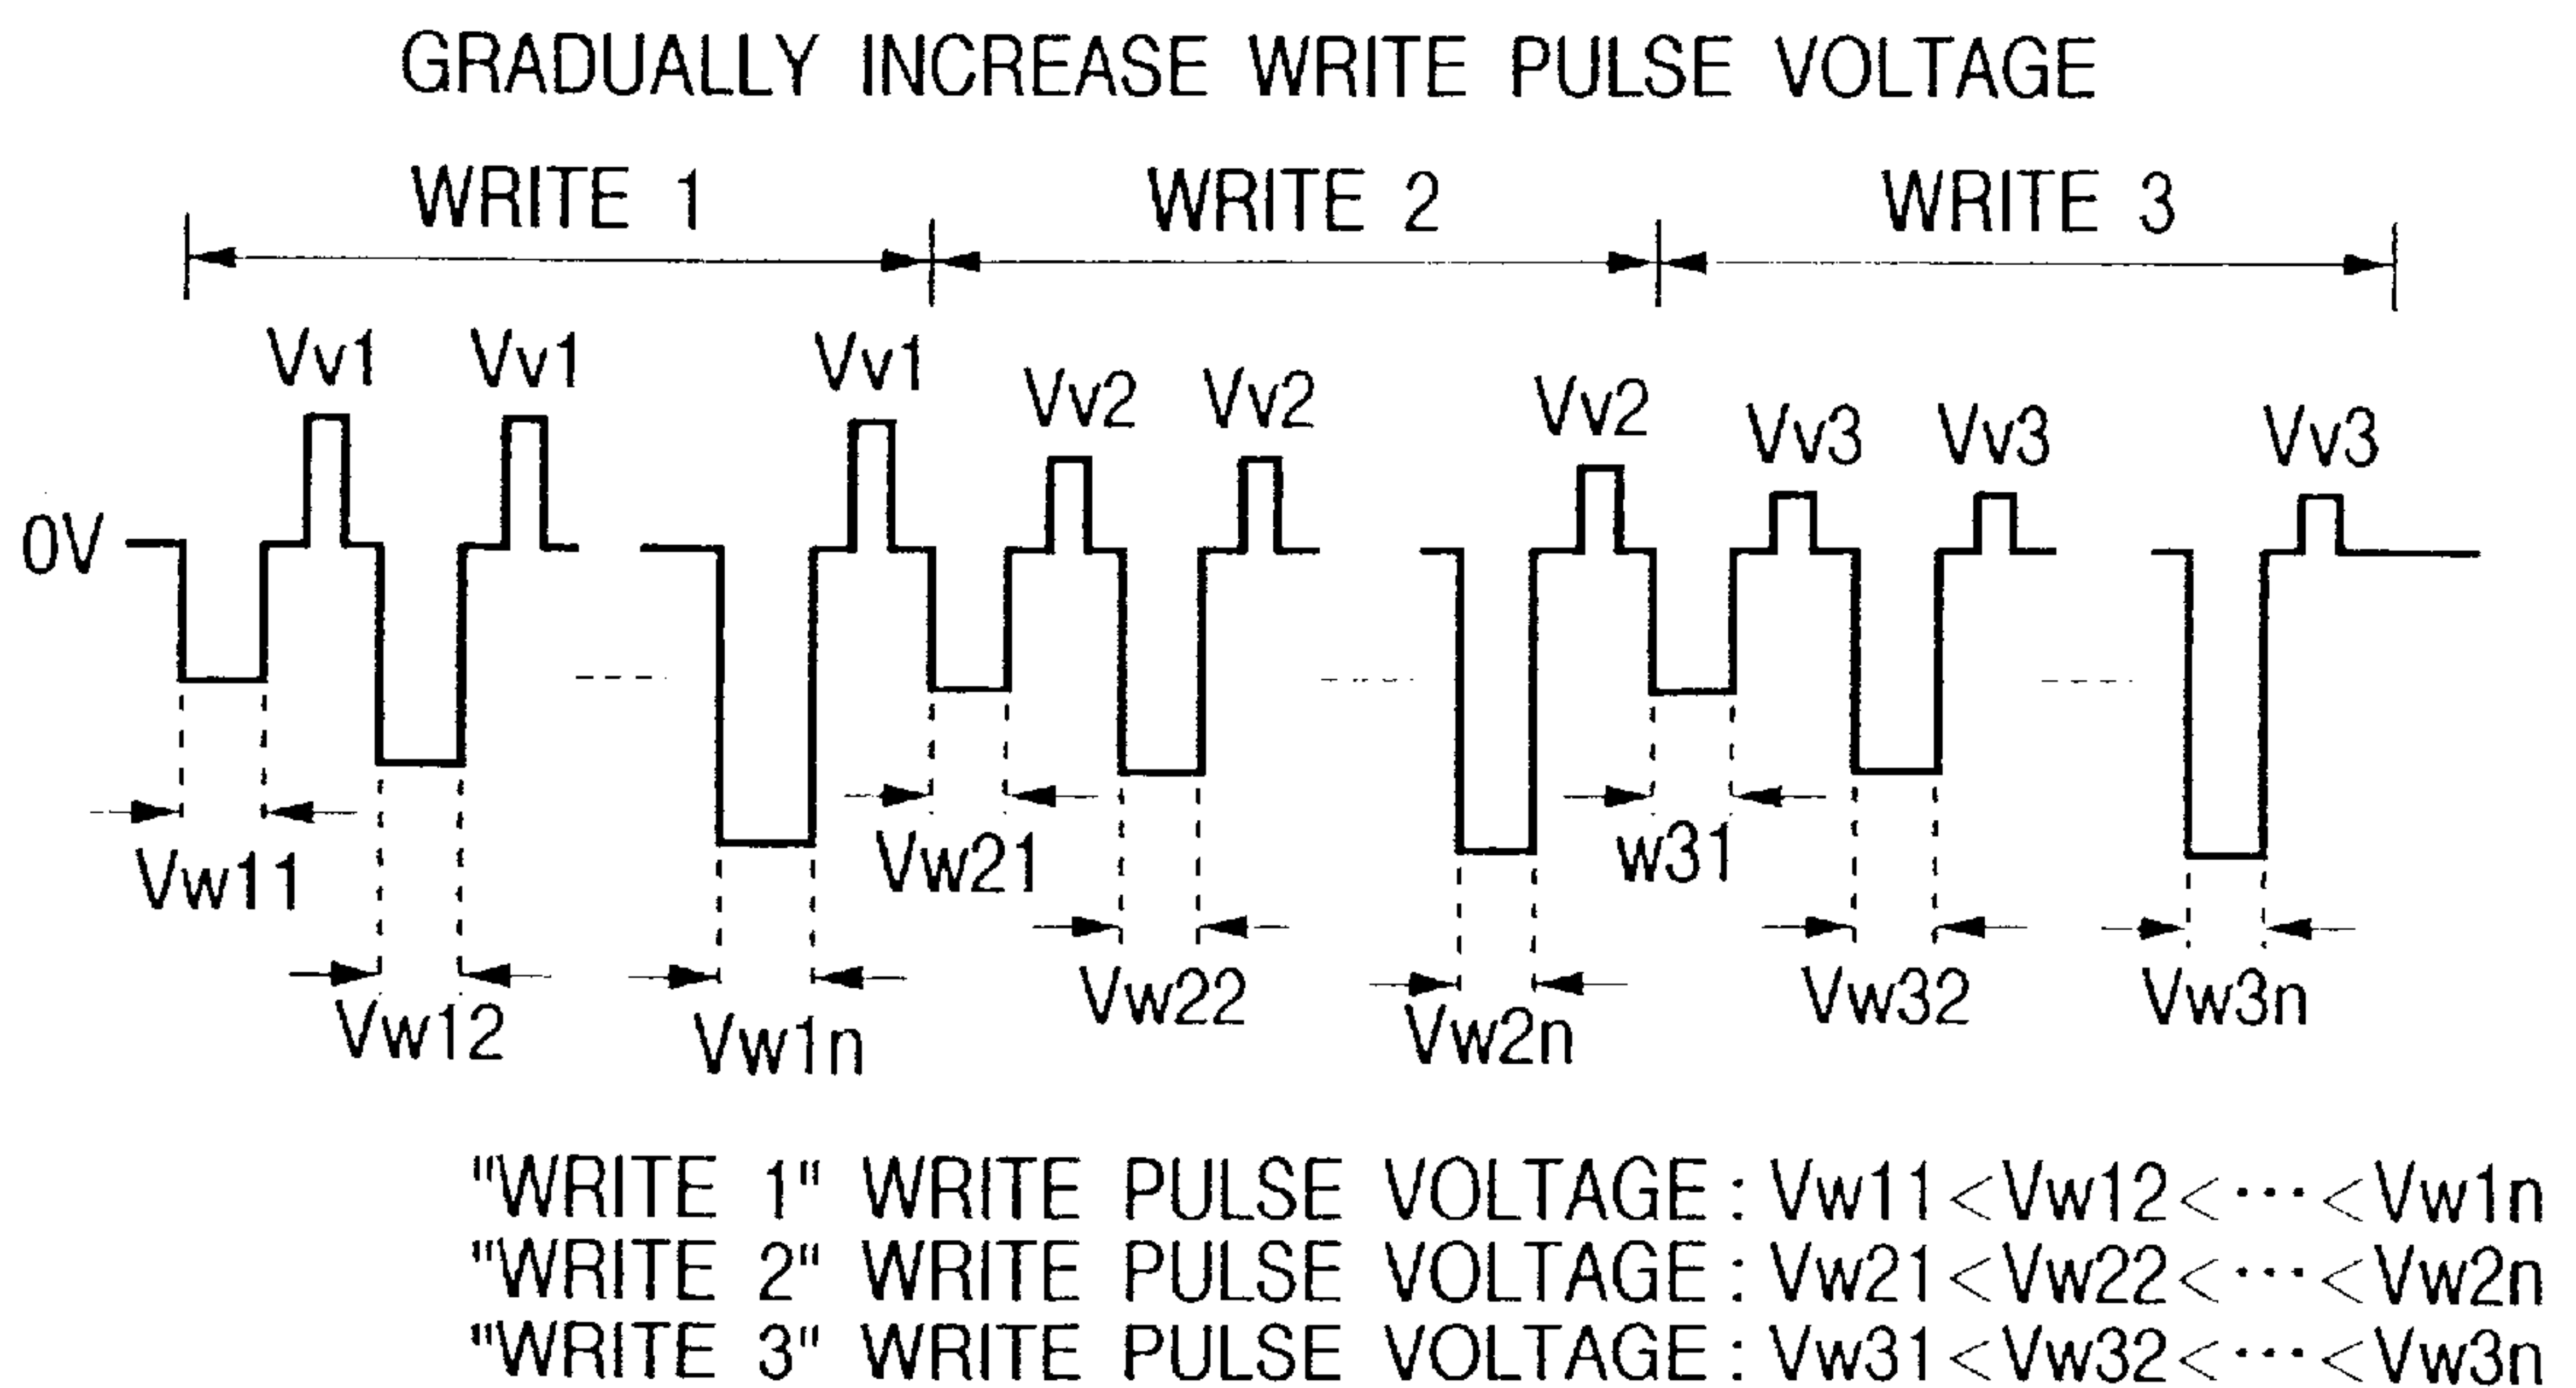 GRADUALLY INCREASE WRITE PULSE VOLTAGE
WRITE 1 WRITE 2 WRITE 3
Vv1 Vv1 Vv1 Vv2 Vv2 Vv2 Vv3 Vv3 Vv3
0V
Vw11 Vw21 w31
Vw12 Vw1n Vw22 Vw2n Vw32 Vw3n
"WRITE 1" WRITE PULSE VOLTAGE : Vw11<Vw12<···<Vw1n
"WRITE 2" WRITE PULSE VOLTAGE : Vw21<Vw22<···<Vw2n
"WRITE 3" WRITE PULSE VOLTAGE : Vw31<Vw32<···<Vw3n